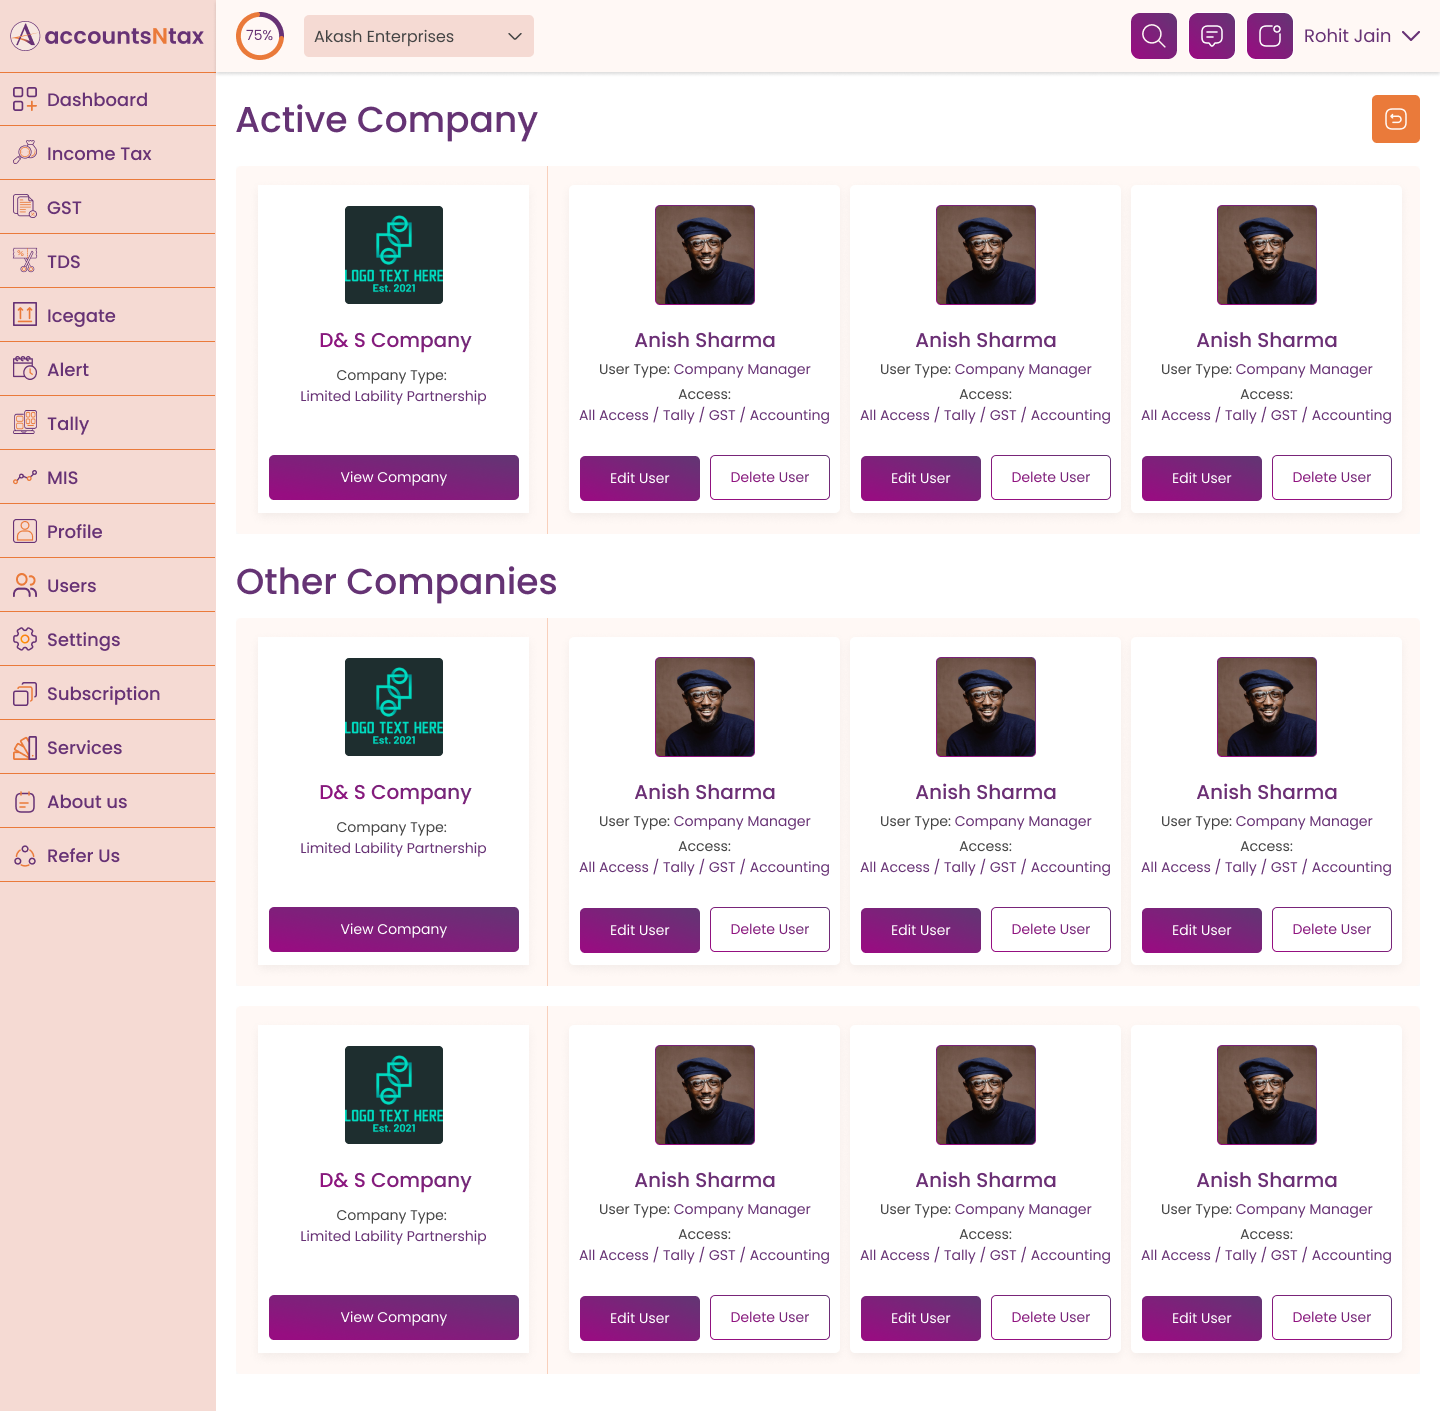 accountsNtax
75%
Akash Enterprises
Rohit Jain
Dashboard
Income Tax
GST
TDS
Icegate
Alert
Tally
MIS
Profile
Users
Settings
Subscription
Services
About us
Refer Us
Active Company
LOGO TEXT HERE
Est. 2021
D& S Company
Company Type:
Limited Lability Partnership
View Company
Anish Sharma
User Type: Company Manager
Access:
All Access / Tally / GST / Accounting
Edit User
Delete User
Anish Sharma
User Type: Company Manager
Access:
All Access / Tally / GST / Accounting
Edit User
Delete User
Anish Sharma
User Type: Company Manager
Access:
All Access / Tally / GST / Accounting
Edit User
Delete User
Other Companies
LOGO TEXT HERE
Est. 2021
D& S Company
Company Type:
Limited Lability Partnership
View Company
Anish Sharma
User Type: Company Manager
Access:
All Access / Tally / GST / Accounting
Edit User
Delete User
Anish Sharma
User Type: Company Manager
Access:
All Access / Tally / GST / Accounting
Edit User
Delete User
Anish Sharma
User Type: Company Manager
Access:
All Access / Tally / GST / Accounting
Edit User
Delete User
LOGO TEXT HERE
Est. 2021
D& S Company
Company Type:
Limited Lability Partnership
View Company
Anish Sharma
User Type: Company Manager
Access:
All Access / Tally / GST / Accounting
Edit User
Delete User
Anish Sharma
User Type: Company Manager
Access:
All Access / Tally / GST / Accounting
Edit User
Delete User
Anish Sharma
User Type: Company Manager
Access:
All Access / Tally / GST / Accounting
Edit User
Delete User